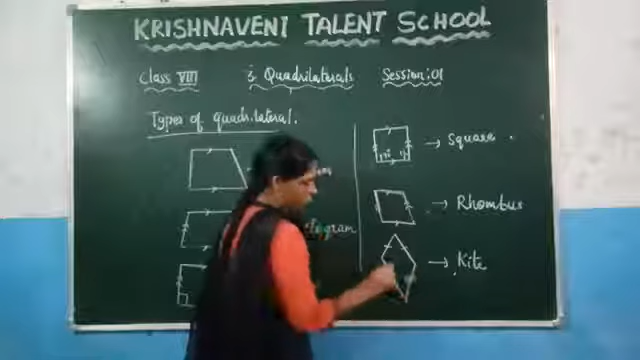 KRISHNAVENI TALENT SCHOOL
Class VIII
3. Quadrilaterals
Session:01
Types of quadrilateral.
→ Square
→ Rhombus
→ Kite